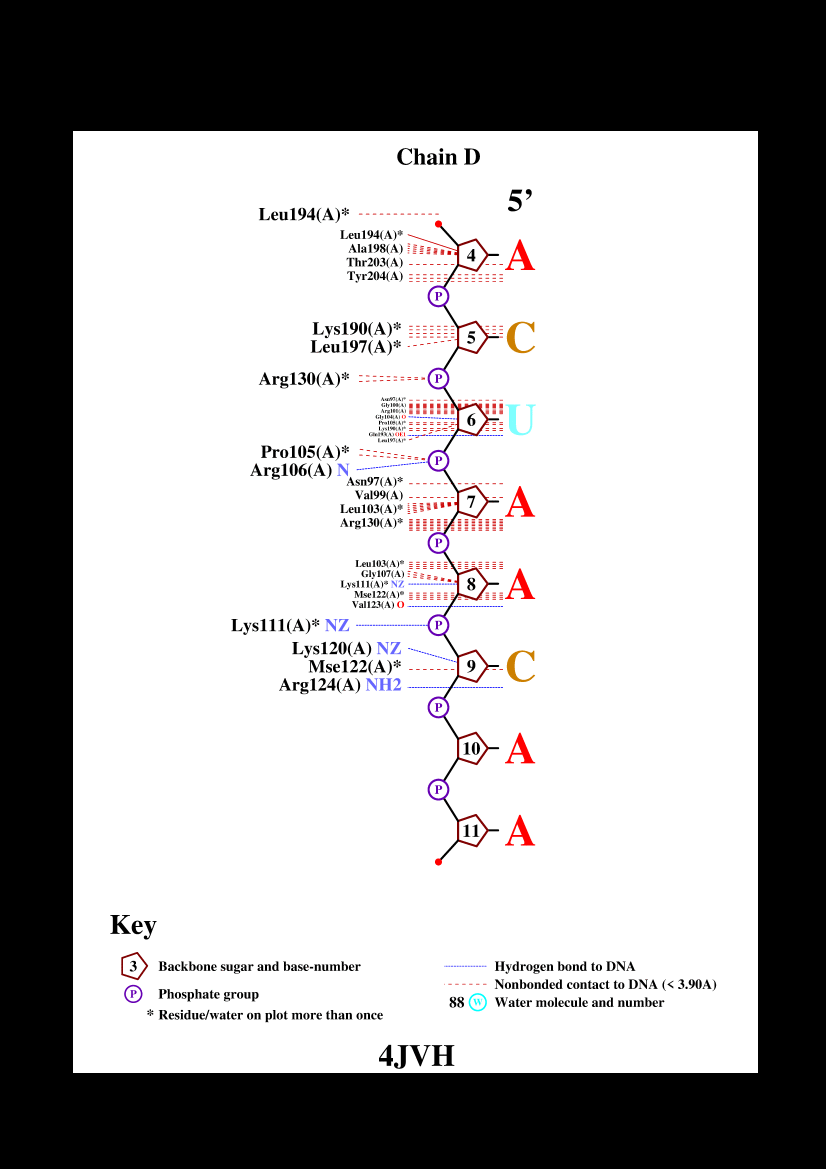 Chain D
5’
Leu194(A)*
Leu194(A)*
Ala198(A)
Thr203(A)
Tyr204(A)
4 A
P
Lys190(A)*
Leu197(A)*
5 C
Arg130(A)*
P
Asn97(A)*
Gly100(A)
Arg101(A)
Gly104(A) O
Pro105(A)*
Lys190(A)*
Gln193(A) OE1
Leu197(A)*
6 U
Pro105(A)*
Arg106(A) N
P
Asn97(A)*
Val99(A)
Leu103(A)*
Arg130(A)*
7 A
P
Leu103(A)*
Gly107(A)
Lys111(A)* NZ
Mse122(A)*
Val123(A) O
8 A
Lys111(A)* NZ
P
Lys120(A) NZ
Mse122(A)*
Arg124(A) NH2
9 C
P
10 A
P
11 A
Key
3 Backbone sugar and base-number
P Phosphate group
* Residue/water on plot more than once
Hydrogen bond to DNA
Nonbonded contact to DNA (< 3.90A)
88 W Water molecule and number
4JVH